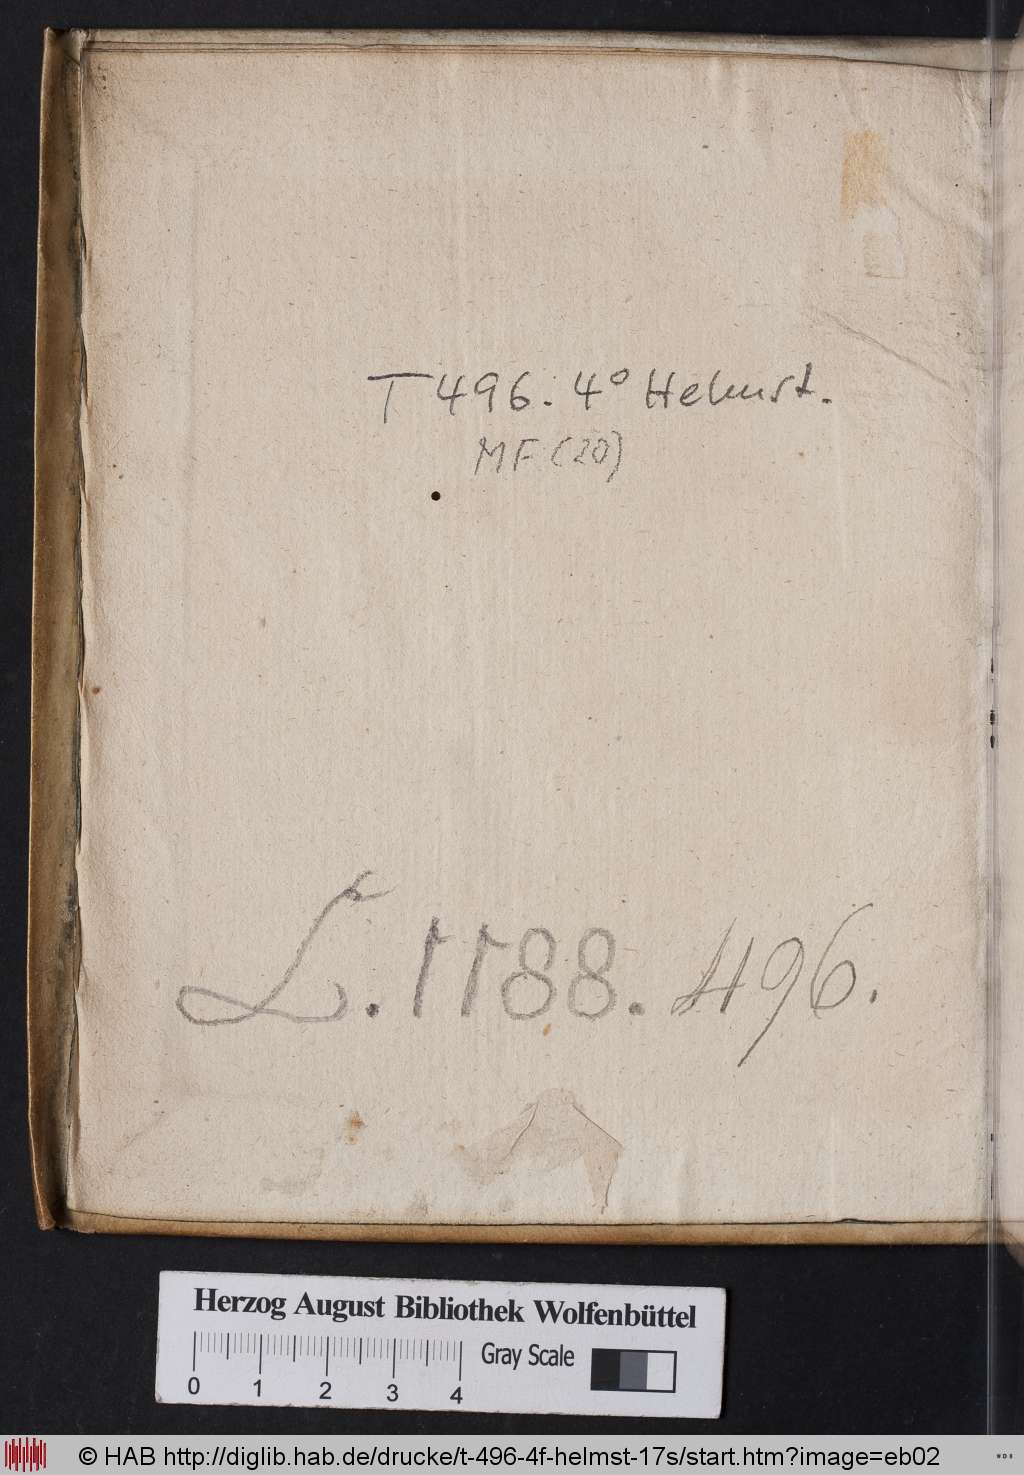 T 496. 4° Helmst.
MF (20)
L. 1188. 496.
Herzog August Bibliothek Wolfenbüttel
Gray Scale
0 1 2 3 4
© HAB http://diglib.hab.de/drucke/t-496-4f-helmst-17s/start.htm?image=eb02